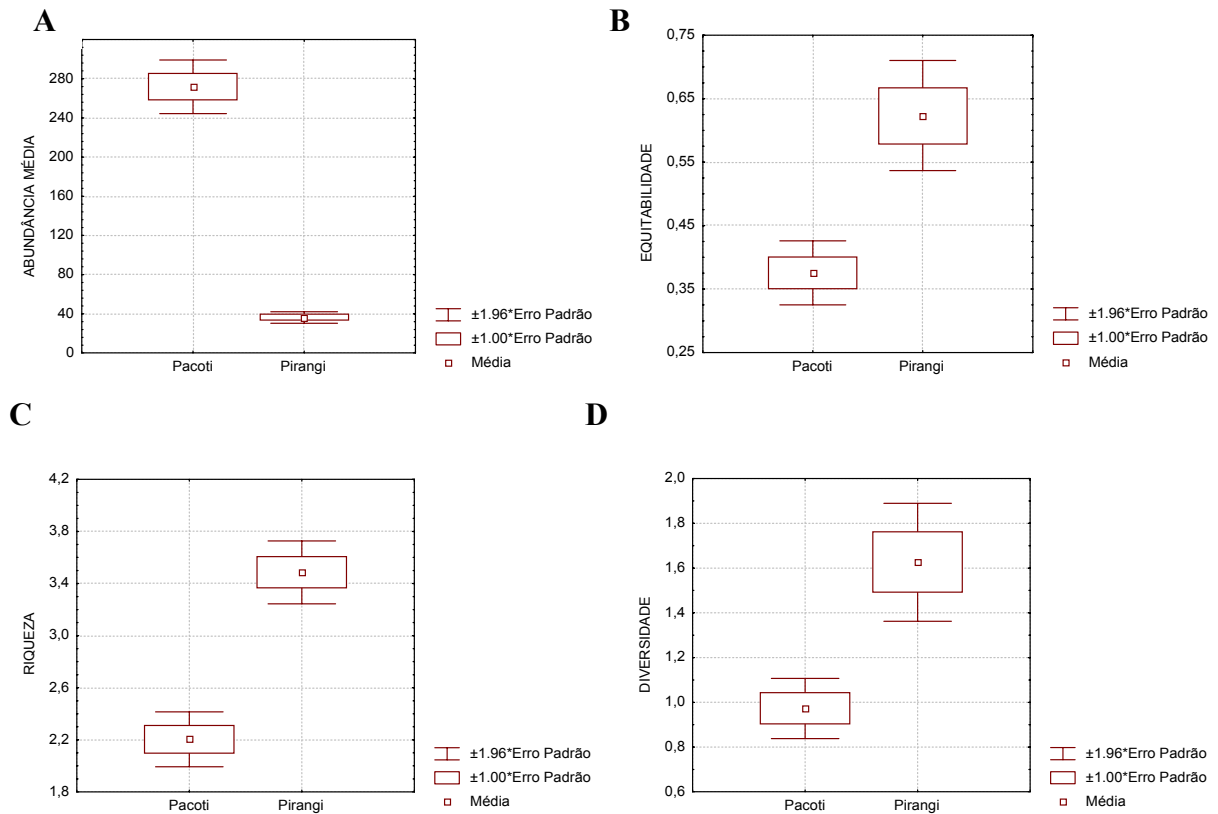 A
ABUNDÂNCIA MÉDIA
280
240
200
160
120
80
40
0
Pacoti Pirangi
±1.96*Erro Padrão
±1.00*Erro Padrão
Média
B
EQUITABILIDADE
0,75
0,65
0,55
0,45
0,35
0,25
Pacoti Pirangi
±1.96*Erro Padrão
±1.00*Erro Padrão
Média
C
RIQUEZA
4,2
3,8
3,4
3,0
2,6
2,2
1,8
Pacoti Pirangi
±1.96*Erro Padrão
±1.00*Erro Padrão
Média
D
DIVERSIDADE
2,0
1,8
1,6
1,4
1,2
1,0
0,8
0,6
Pacoti Pirangi
±1.96*Erro Padrão
±1.00*Erro Padrão
Média